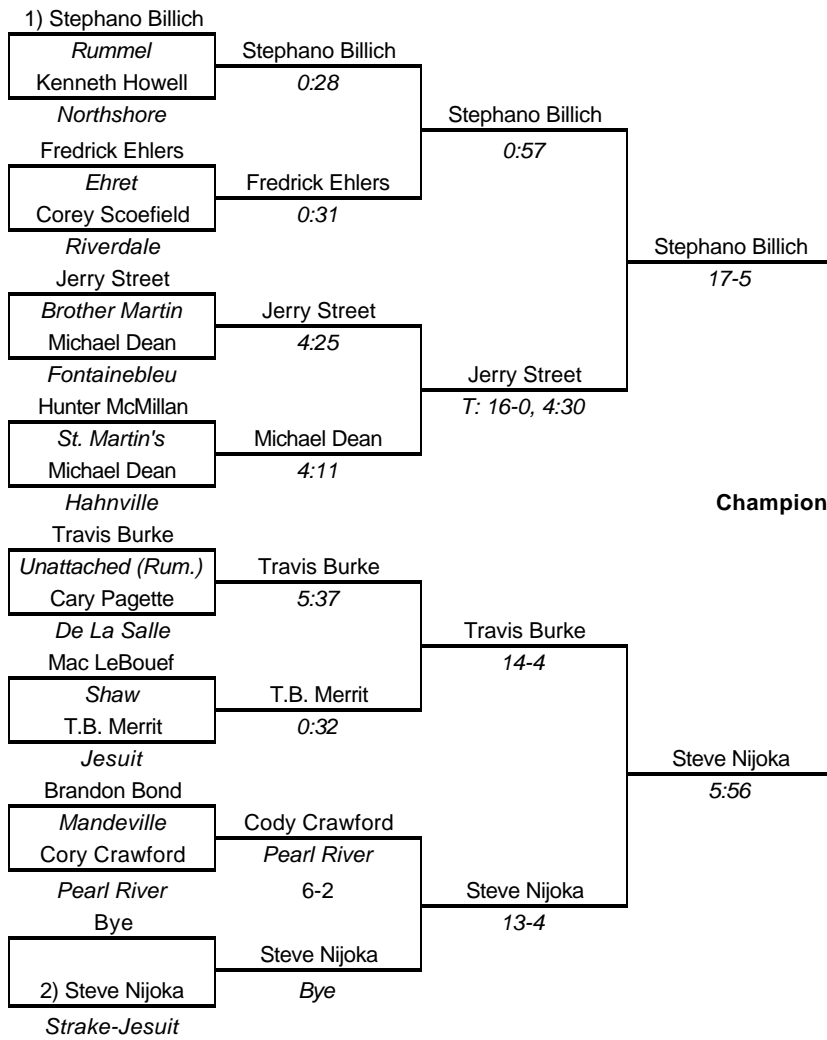 1) Stephano Billich
Rummel
Stephano Billich
Kenneth Howell
0:28
Northshore
Stephano Billich
Fredrick Ehlers
0:57
Ehret
Fredrick Ehlers
Corey Scoefield
0:31
Riverdale
Stephano Billich
Jerry Street
17-5
Brother Martin
Jerry Street
Michael Dean
4:25
Fontainebleu
Jerry Street
Hunter McMillan
T: 16-0, 4:30
St. Martin's
Michael Dean
Michael Dean
4:11
Hahnville
Champion
Travis Burke
Unattached (Rum.)
Travis Burke
Cary Pagette
5:37
De La Salle
Travis Burke
Mac LeBouef
14-4
Shaw
T.B. Merrit
T.B. Merrit
0:32
Jesuit
Steve Nijoka
Brandon Bond
5:56
Mandeville
Cody Crawford
Cory Crawford
Pearl River
Pearl River
6-2
Steve Nijoka
Bye
13-4
Steve Nijoka
2) Steve Nijoka
Bye
Strake-Jesuit